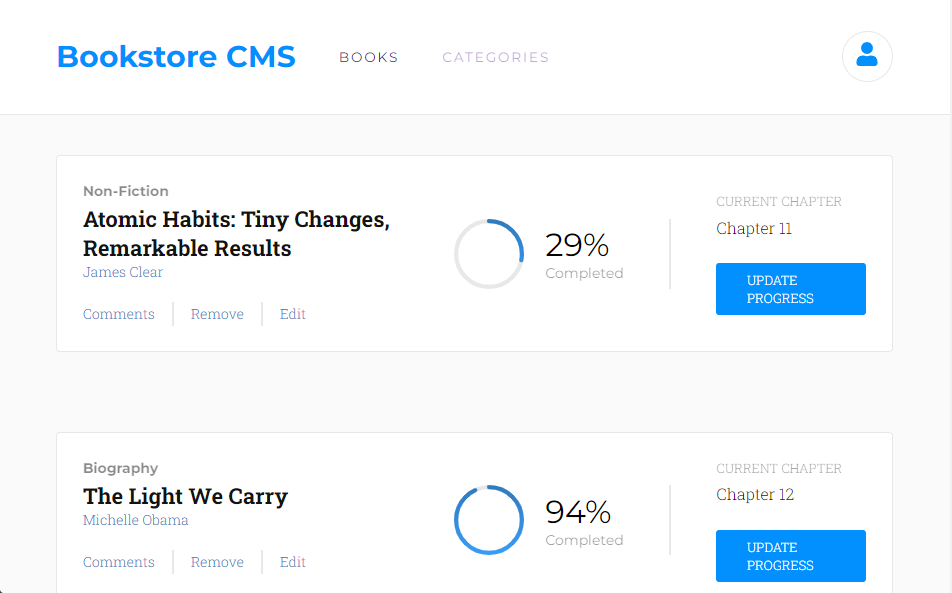 Bookstore CMS
BOOKS
CATEGORIES
Non-Fiction
Atomic Habits: Tiny Changes,
Remarkable Results
James Clear
Comments
Remove
Edit
29%
Completed
CURRENT CHAPTER
Chapter 11
UPDATE
PROGRESS
Biography
The Light We Carry
Michelle Obama
Comments
Remove
Edit
94%
Completed
CURRENT CHAPTER
Chapter 12
UPDATE
PROGRESS